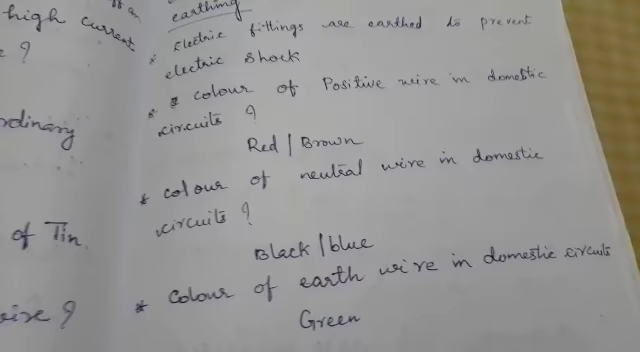 high current
?
rdinary
of Tin.
wire ?
earthing
* Electric fittings are earthed to prevent
electric shock
* colour of Positive wire in domestic
circuits ?
Red | Brown
* colour of neutral wire in domestic
circuits ?
Black / blue
* Colour of earth wire in domestic circuits
Green